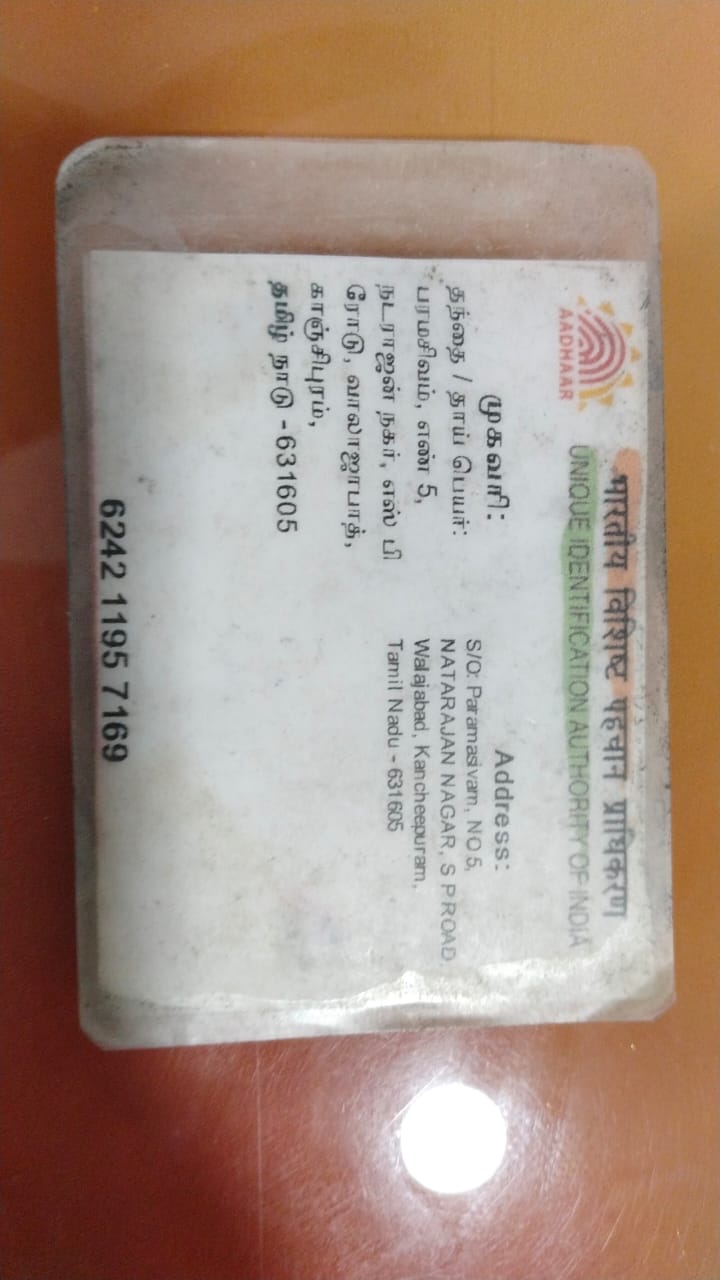 भारतीय विशिष्ट पहचान प्राधिकरण
UNIQUE IDENTIFICATION AUTHORITY OF INDIA
AADHAAR
முகவரி:
தந்தை / தாய் பெயர்:
பரமசிவம், எண் 5,
நடராஜன் நகர், எஸ் பி
ரோடு, வாலாஜாபாத்,
காஞ்சிபுரம்,
தமிழ் நாடு - 631605
Address:
S/O: Paramasivam, NO 5,
NATARAJAN NAGAR, S P ROAD,
Walajabad, Kancheepuram,
Tamil Nadu - 631605
6242 1195 7169